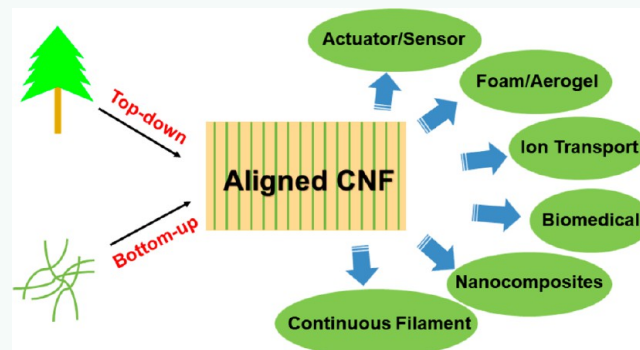 Actuator/Sensor
Foam/Aerogel
Top-down
Ion Transport
Aligned CNF
Bottom-up
Biomedical
Nanocomposites
Continuous Filament